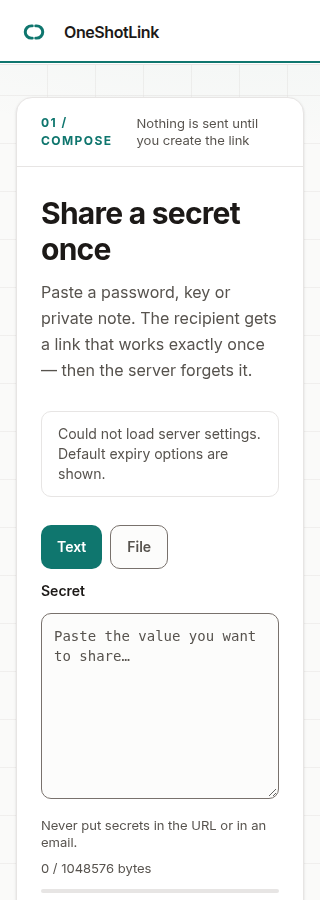 OneShotLink
01 /
COMPOSE
Nothing is sent until
you create the link
Share a secret
once
Paste a password, key or
private note. The recipient gets
a link that works exactly once
— then the server forgets it.
Could not load server settings.
Default expiry options are
shown.
Text
File
Secret
Paste the value you want
to share…
Never put secrets in the URL or in an
email.
0 / 1048576 bytes